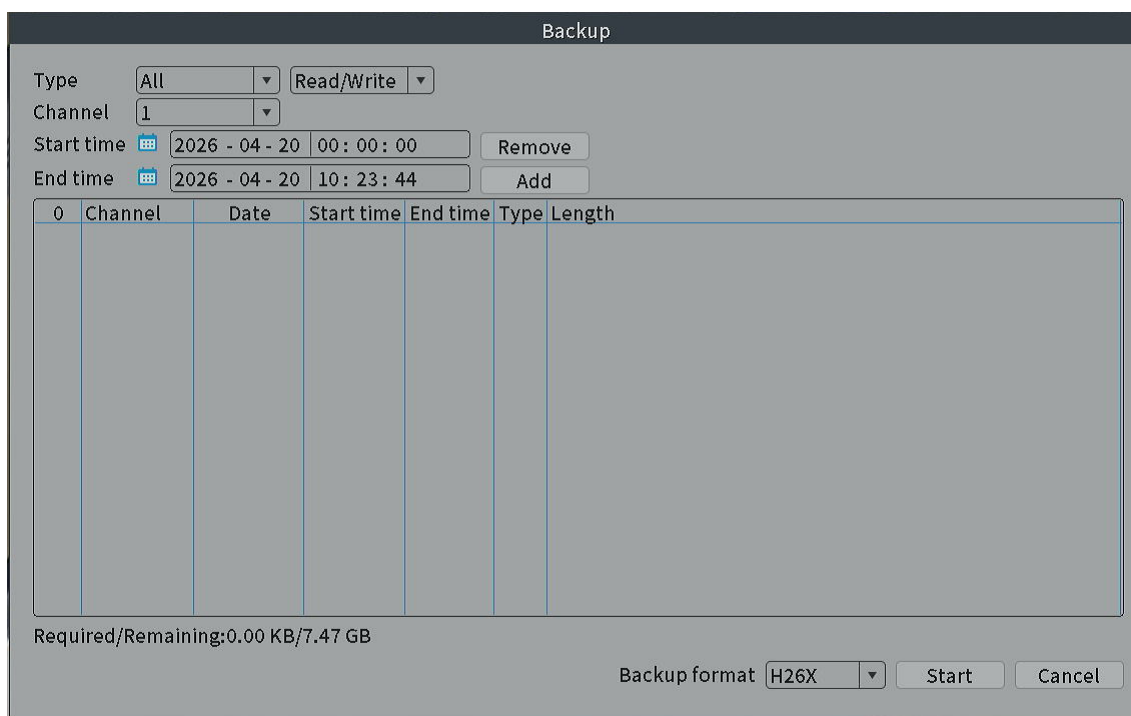 Backup
Type All Read/Write
Channel 1
Start time 2026 - 04 - 20 00 : 00 : 00 Remove
End time 2026 - 04 - 20 10 : 23 : 44 Add
0 Channel Date Start time End time Type Length
Required/Remaining:0.00 KB/7.47 GB
Backup format H26X Start Cancel